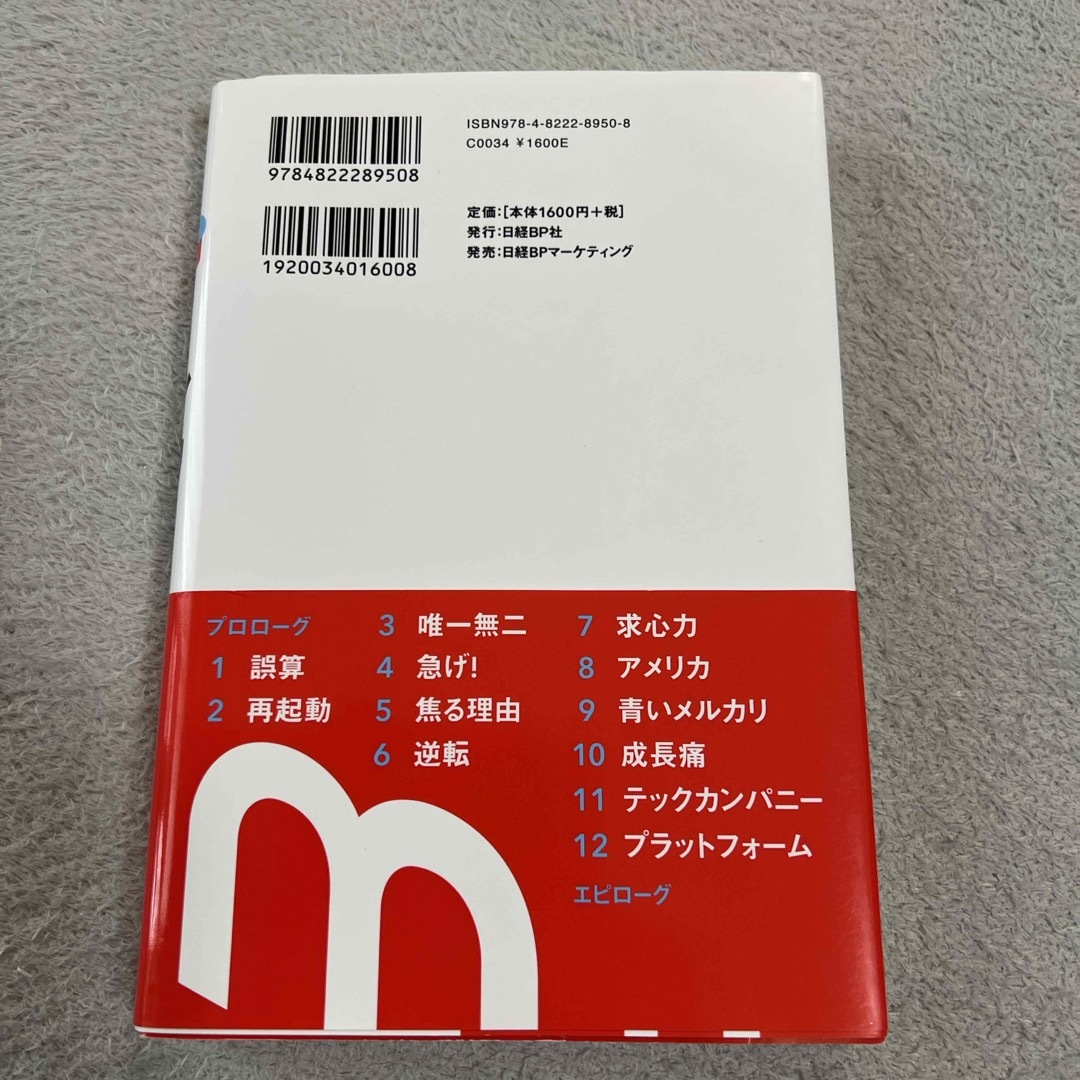 ISBN978-4-8222-8950-8
C0034 ¥1600E
9784822289508
定価:[本体1600円+税]
発行:日経BP社
発売:日経BPマーケティング
1920034016008
プロローグ
1 誤算
2 再起動
3 唯一無二
4 急げ!
5 焦る理由
6 逆転
7 求心力
8 アメリカ
9 青いメルカリ
10 成長痛
11 テックカンパニー
12 プラットフォーム
エピローグ
m